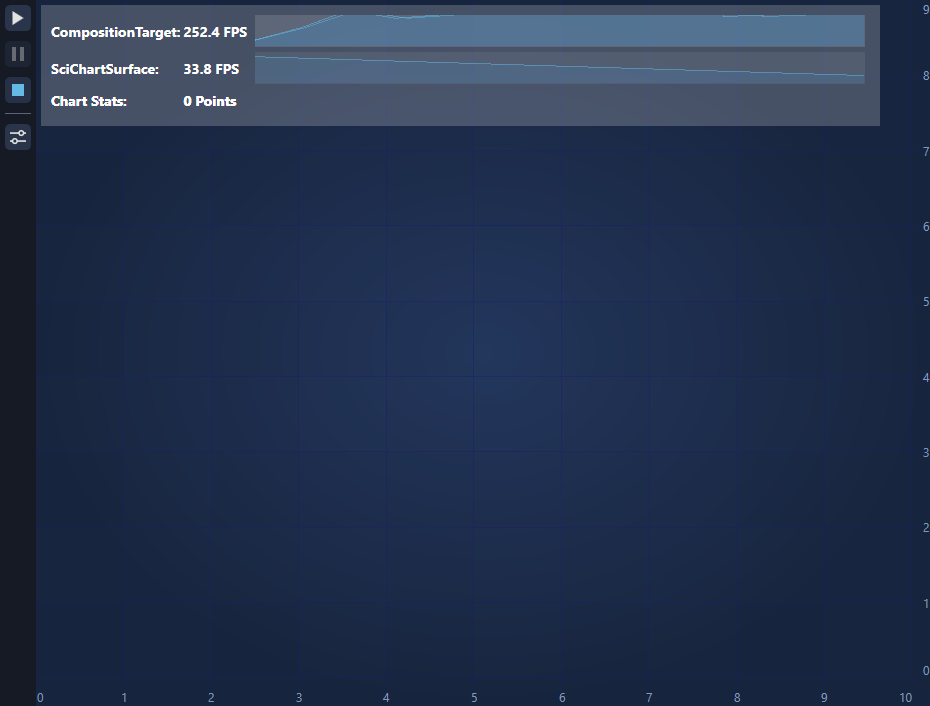 CompositionTarget: 252.4 FPS
SciChartSurface: 33.8 FPS
Chart Stats: 0 Points
9
8
7
6
5
4
3
2
1
0
0 1 2 3 4 5 6 7 8 9 10